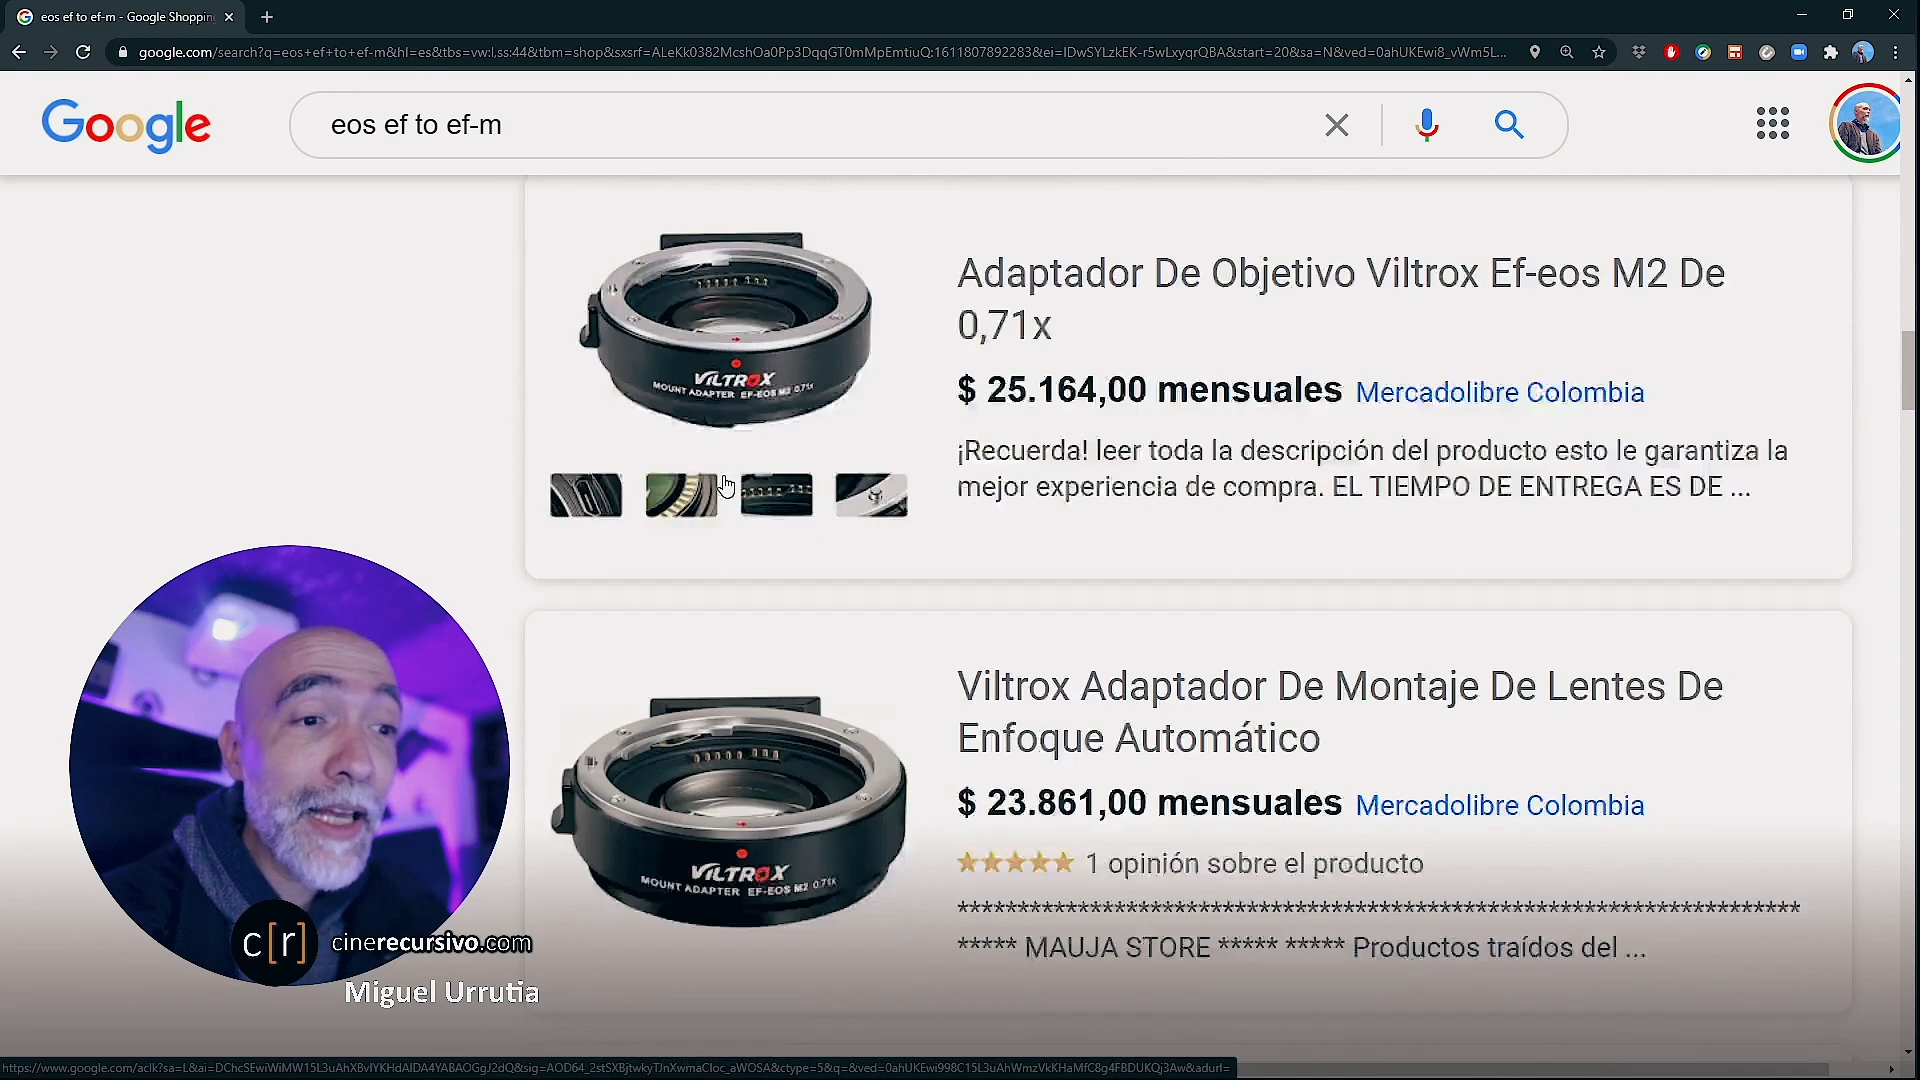 eos ef to ef-m - Google Shopping
google.com/search?q=eos+ef+to+ef-m&hl=es&tbs=vw:l,ss:44&tbm=shop&sxsrf=ALeKk0382McshOa0Pp3DqqGT0mMpEmtiuQ:1611807892283&ei=IDwSYLzkEK-r5wLxyqrQBA&start=20&sa=N&ved=0ahUKEwi8_vWm5L...
Google
eos ef to ef-m
Adaptador De Objetivo Viltrox Ef-eos M2 De
0,71x
$ 25.164,00 mensuales Mercadolibre Colombia
¡Recuerda! leer toda la descripción del producto esto le garantiza la
mejor experiencia de compra. EL TIEMPO DE ENTREGA ES DE ...
VILTROX
MOUNT ADAPTER EF-EOS M2 0.71x
Viltrox Adaptador De Montaje De Lentes De
Enfoque Automático
$ 23.861,00 mensuales Mercadolibre Colombia
1 opinión sobre el producto
**********************************************************************
***** MAUJA STORE ***** ***** Productos traídos del ...
VILTROX
MOUNT ADAPTER EF-EOS M2 0.71x
c[r] cinerecursivo.com
Miguel Urrutia